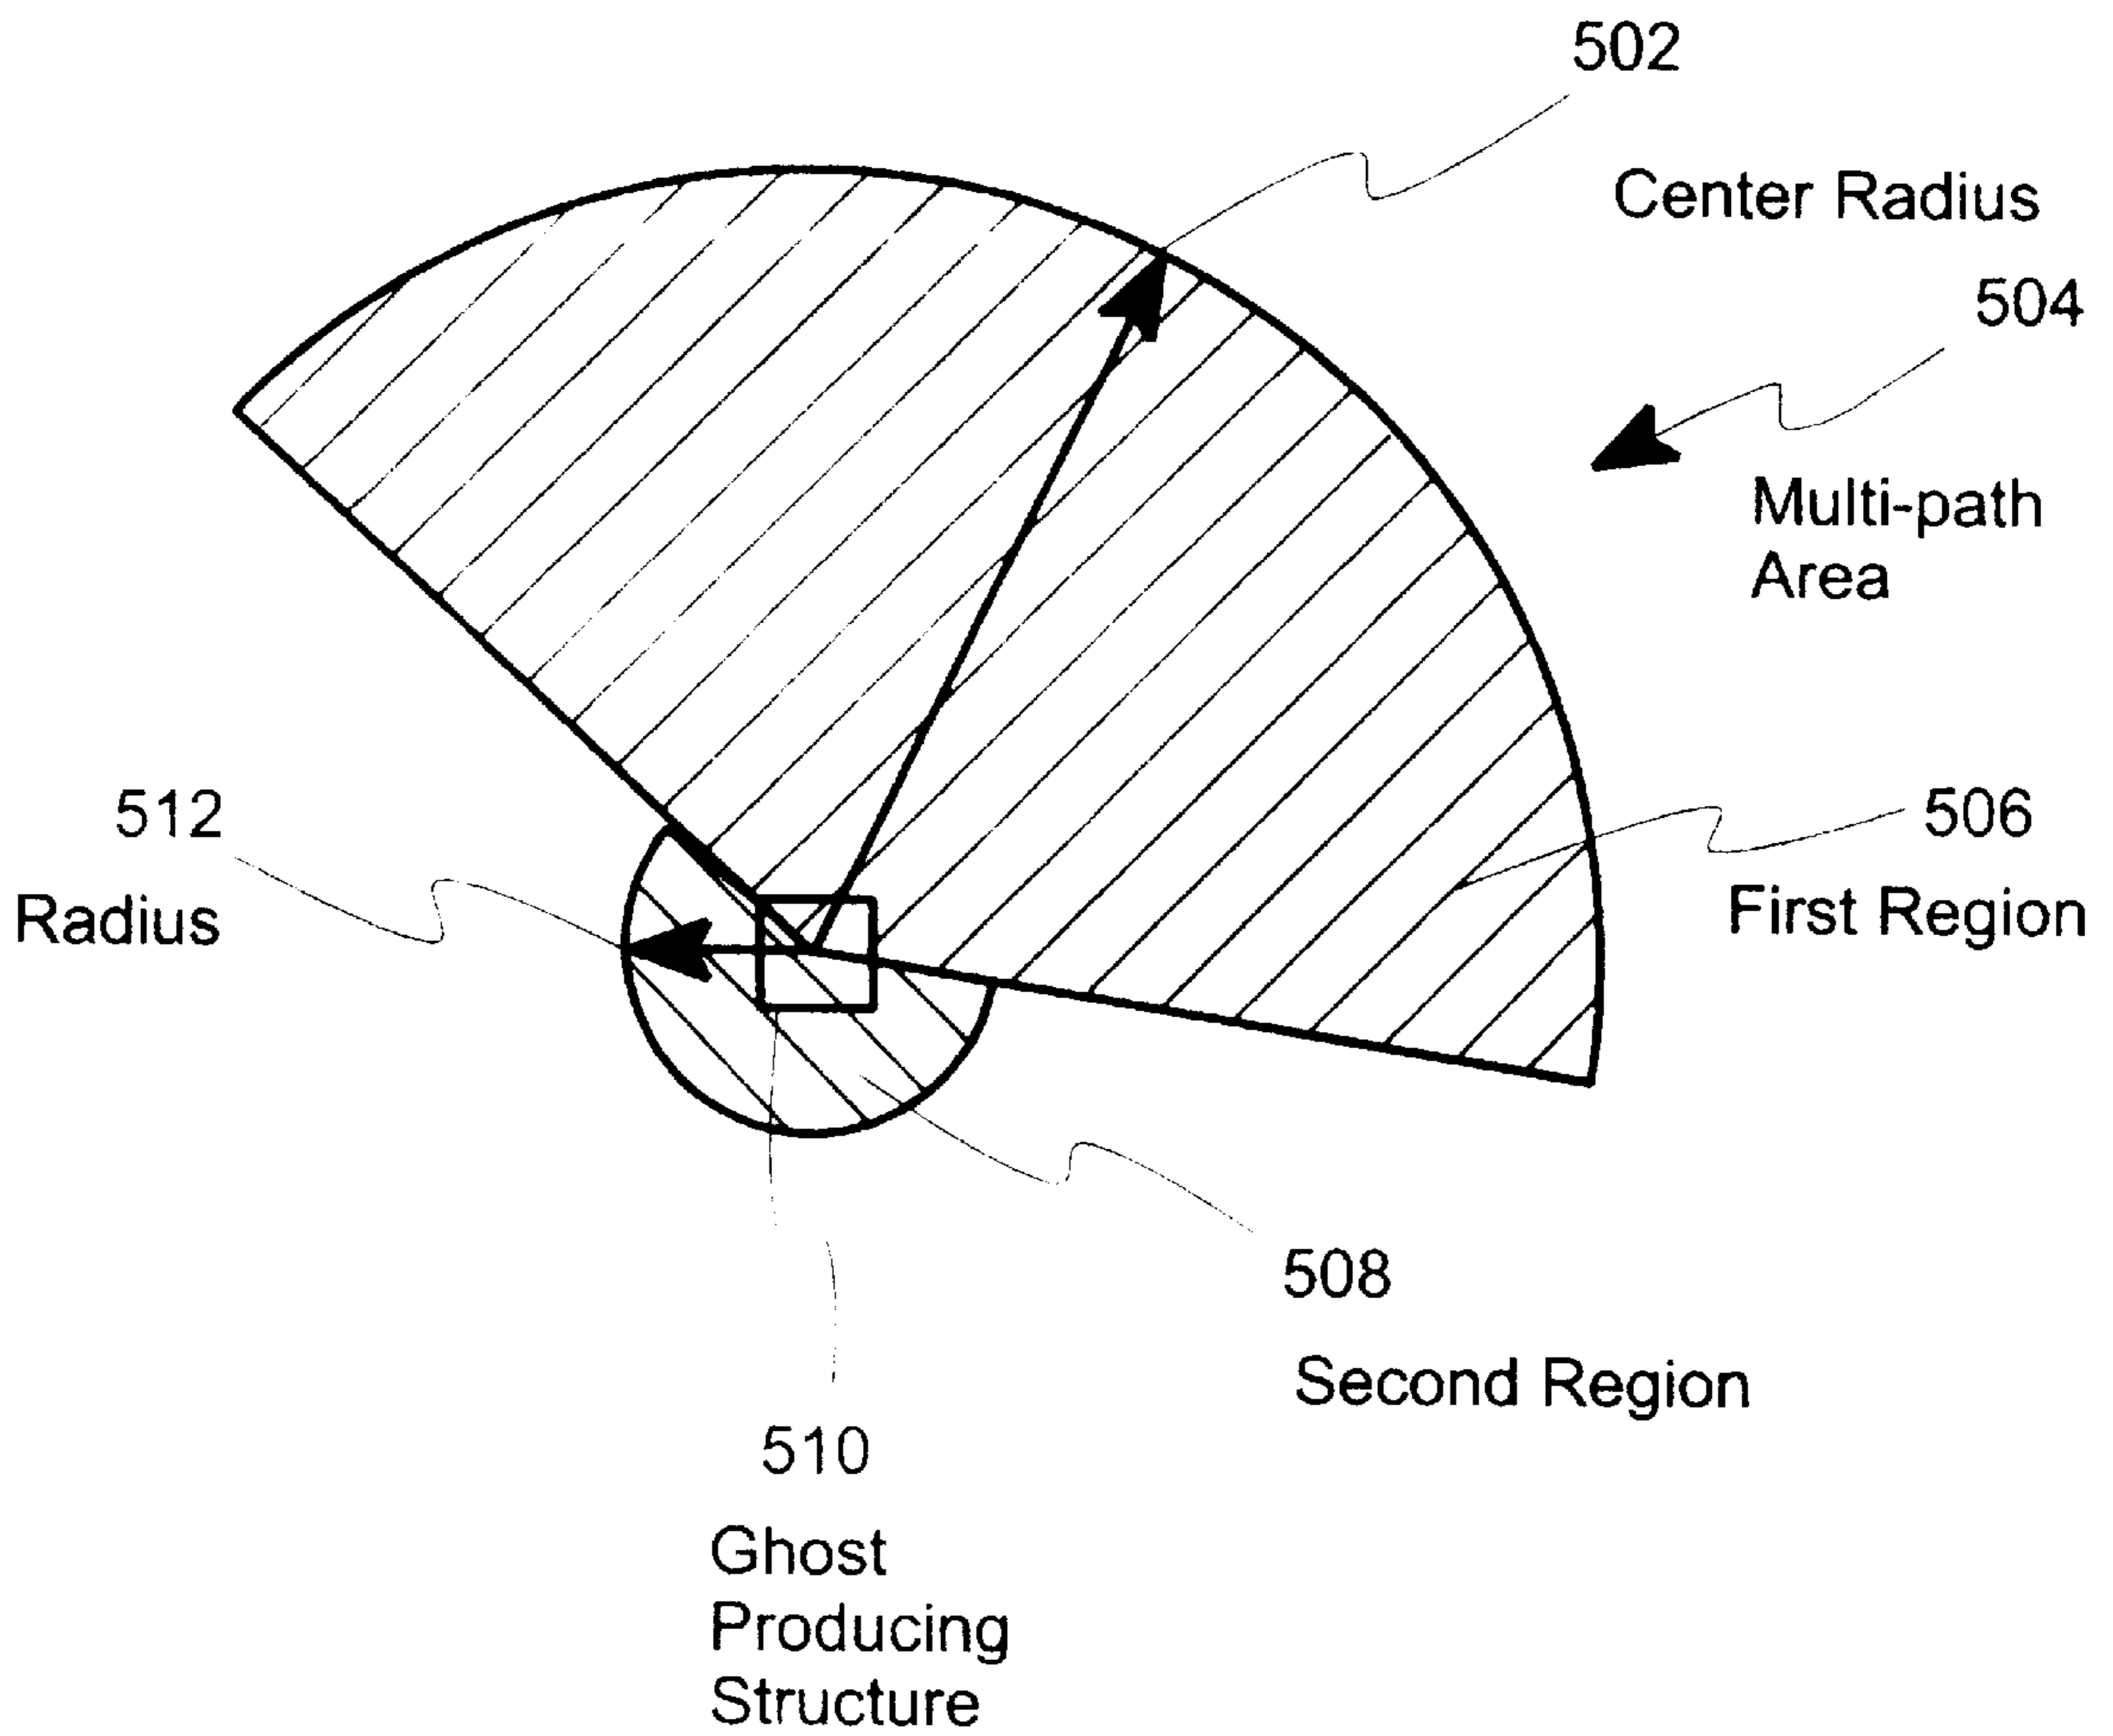 502
Center Radius
504
Multi-path
Area
512
Radius
506
First Region
508
Second Region
510
Ghost
Producing
Structure